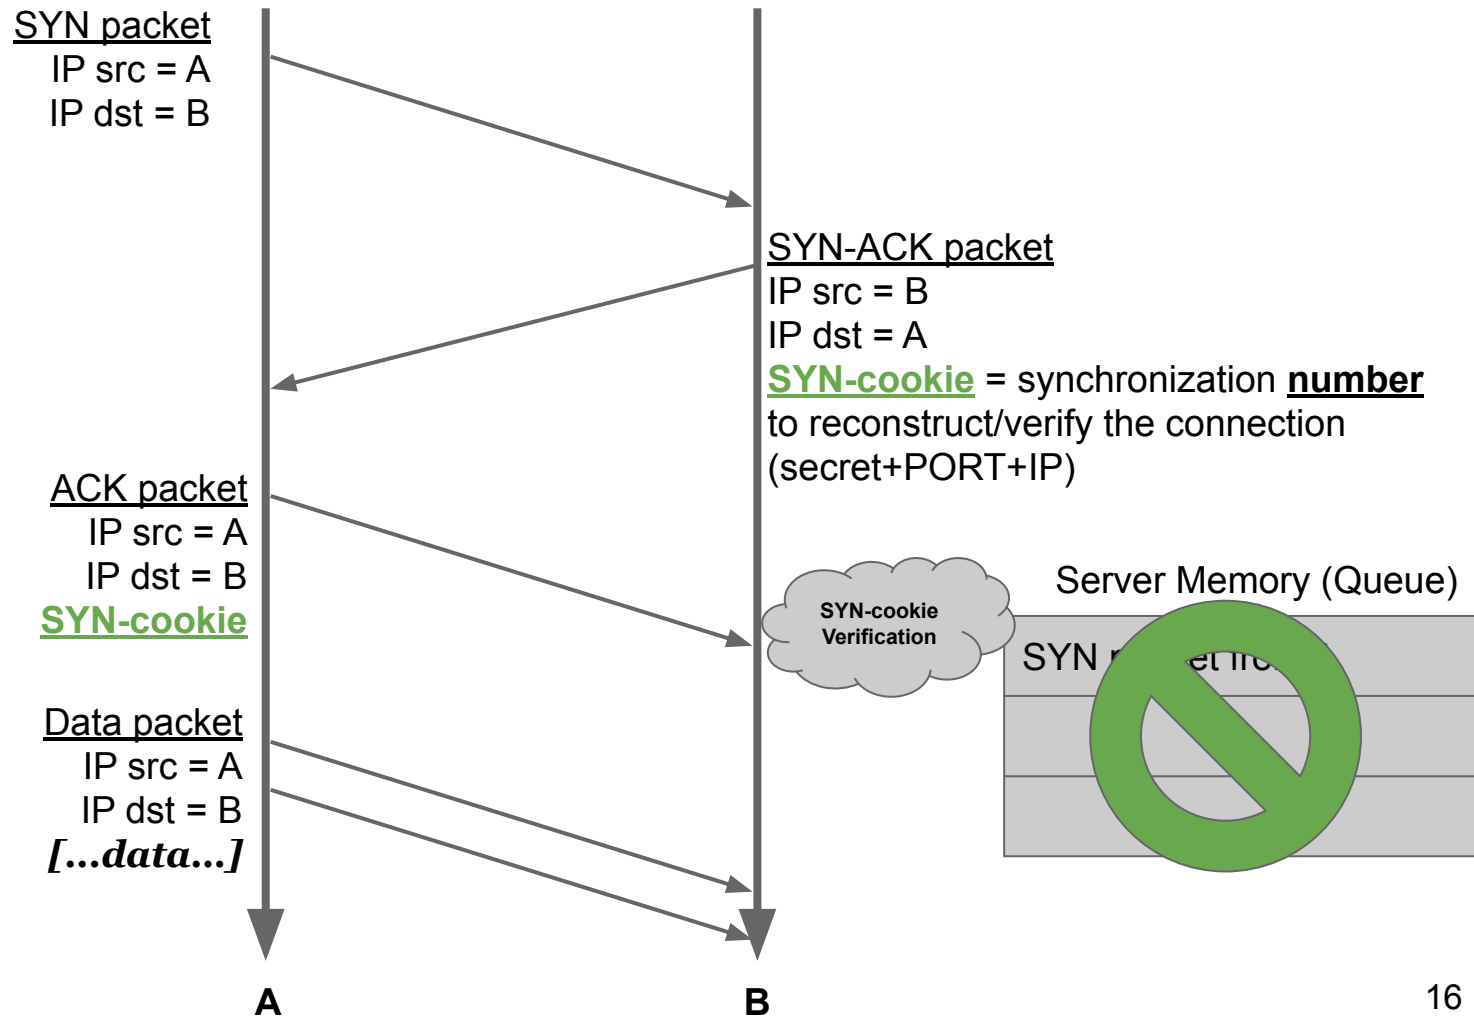 SYN packet
IP src = A
IP dst = B
SYN-ACK packet
IP src = B
IP dst = A
SYN-cookie = synchronization number
to reconstruct/verify the connection
(secret+PORT+IP)
ACK packet
IP src = A
IP dst = B
SYN-cookie
SYN-cookie
Verification
Server Memory (Queue)
SYN
Data packet
IP src = A
IP dst = B
[...data...]
A
B
16